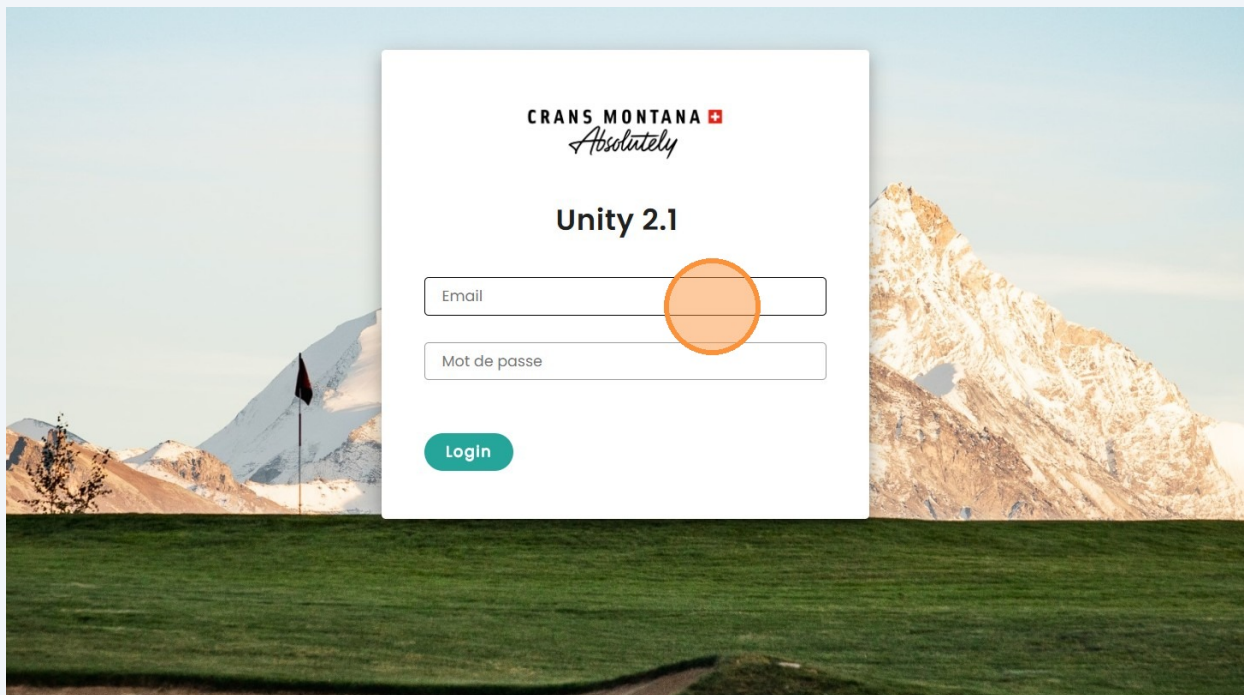 CRANS MONTANA
Absolutely
Unity 2.1
Email
Mot de passe
Login